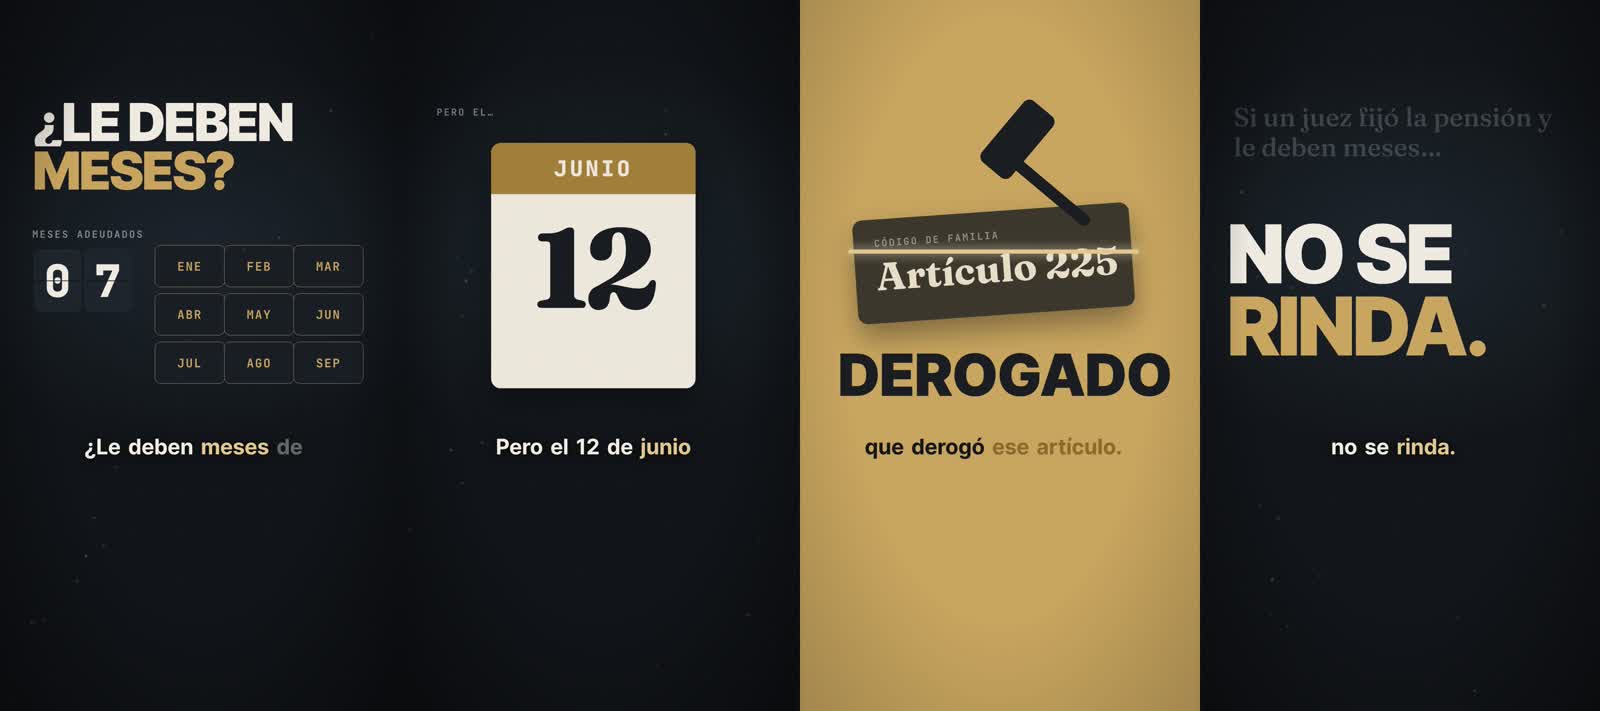 ¿LE DEBEN
MESES?
MESES ADEUDADOS
07
ENE FEB MAR
ABR MAY JUN
JUL AGO SEP
¿Le deben meses de
PERO EL…
JUNIO
12
Pero el 12 de junio
CÓDIGO DE FAMILIA
Artículo 225
DEROGADO
que derogó ese artículo.
Si un juez fijó la pensión y
le deben meses...
NO SE
RINDA.
no se rinda.